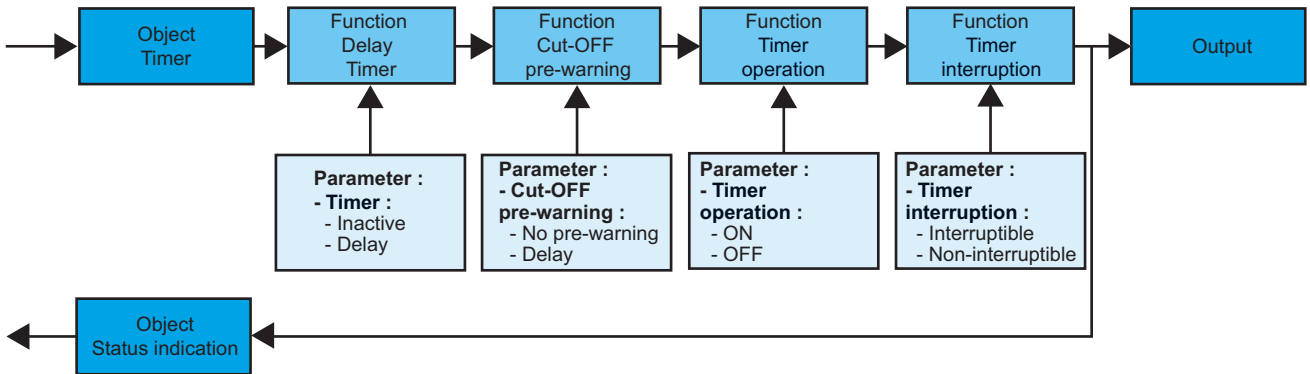 Object
Timer
Function
Delay
Timer
Function
Cut-OFF
pre-warning
Function
Timer
operation
Function
Timer
interruption
Output
Parameter :
- Timer :
- Inactive
- Delay
Parameter :
- Cut-OFF
pre-warning :
- No pre-warning
- Delay
Parameter :
- Timer
operation :
- ON
- OFF
Parameter :
- Timer
interruption :
- Interruptible
- Non-interruptible
Object
Status indication